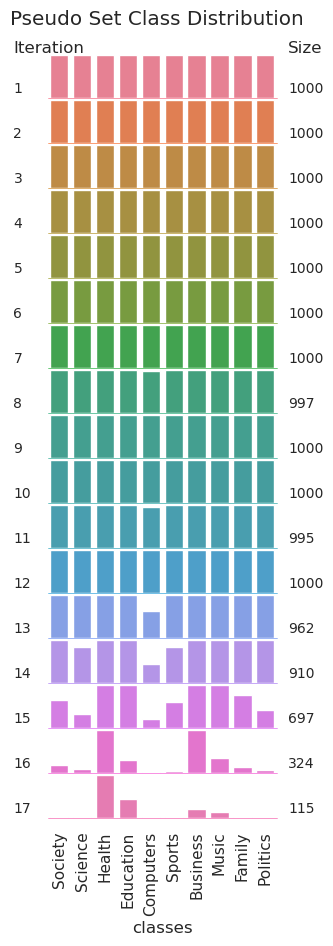 Pseudo Set Class Distribution
Iteration Size
1 1000
2 1000
3 1000
4 1000
5 1000
6 1000
7 1000
8 997
9 1000
10 1000
11 995
12 1000
13 962
14 910
15 697
16 324
17 115
Society
Science
Health
Education
Computers
Sports
Business
Music
Family
Politics
classes